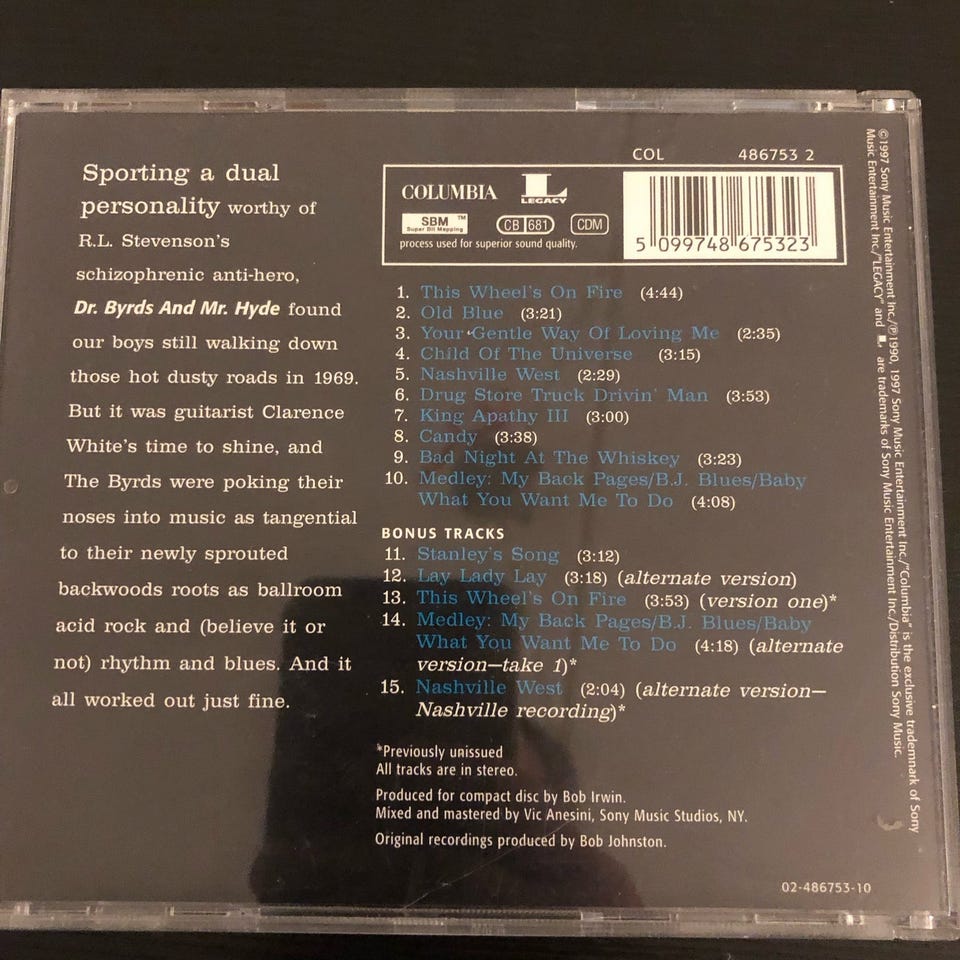 Sporting a dual
personality worthy of
R.L. Stevenson's
schizophrenic anti-hero,
Dr. Byrds And Mr. Hyde found
our boys still walking down
those hot dusty roads in 1969.
But it was guitarist Clarence
White's time to shine, and
The Byrds were poking their
noses into music as tangential
to their newly sprouted
backwoods roots as ballroom
acid rock and (believe it or
not) rhythm and blues. And it
all worked out just fine.
COL 486753 2
COLUMBIA L LEGACY
SBM™
Super Bit Mapping
CB 681 CDM
process used for superior sound quality.
5 099748 675323
1. This Wheel's On Fire (4:44)
2. Old Blue (3:21)
3. Your Gentle Way Of Loving Me (2:35)
4. Child Of The Universe (3:15)
5. Nashville West (2:29)
6. Drug Store Truck Drivin' Man (3:53)
7. King Apathy III (3:00)
8. Candy (3:38)
9. Bad Night At The Whiskey (3:23)
10. Medley: My Back Pages/B.J. Blues/Baby
What You Want Me To Do (4:08)
BONUS TRACKS
11. Stanley's Song (3:12)
12. Lay Lady Lay (3:18) (alternate version)
13. This Wheel's On Fire (3:53) (version one)*
14. Medley: My Back Pages/B.J. Blues/Baby
What You Want Me To Do (4:18) (alternate
version—take 1)*
15. Nashville West (2:04) (alternate version—
Nashville recording)*
*Previously unissued
All tracks are in stereo.
Produced for compact disc by Bob Irwin.
Mixed and mastered by Vic Anesini, Sony Music Studios, NY.
Original recordings produced by Bob Johnston.
02-486753-10
©1997 Sony Music Entertainment Inc./℗1990, 1997 Sony Music Entertainment Inc./"Columbia" is the exclusive trademnark of Sony
Music Entertainment Inc./"LEGACY" and L are trademarks of Sony Music Entertainment Inc/Distribution Sony Music.